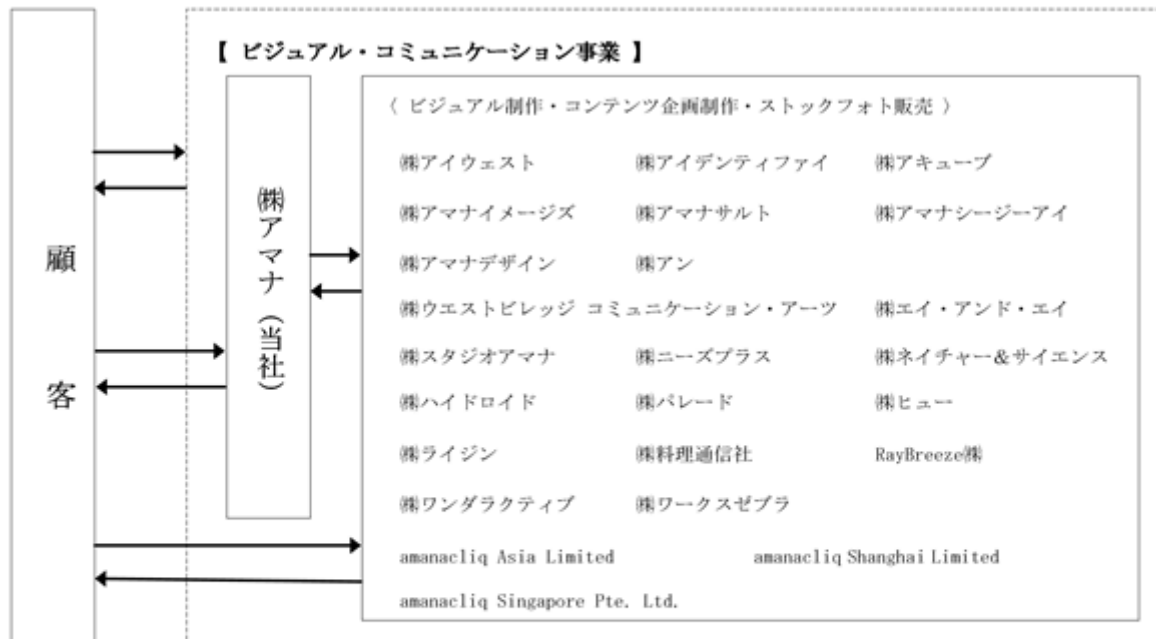 【 ビジュアル・コミュニケーション事業 】
〈 ビジュアル制作・コンテンツ企画制作・ストックフォト販売 〉
顧客
㈱アマナ（当社）
㈱アイウェスト ㈱アイデンティファイ ㈱アキューブ
㈱アマナイメージズ ㈱アマナサルト ㈱アマナシージーアイ
㈱アマナデザイン ㈱アン
㈱ウエストビレッジ コミュニケーション・アーツ ㈱エイ・アンド・エイ
㈱スタジオアマナ ㈱ニーズプラス ㈱ネイチャー＆サイエンス
㈱ハイドロイド ㈱パレード ㈱ヒュー
㈱ライジン ㈱料理通信社 RayBreeze㈱
㈱ワンダラクティブ ㈱ワークスゼブラ
amanacliq Asia Limited amanacliq Shanghai Limited
amanacliq Singapore Pte. Ltd.